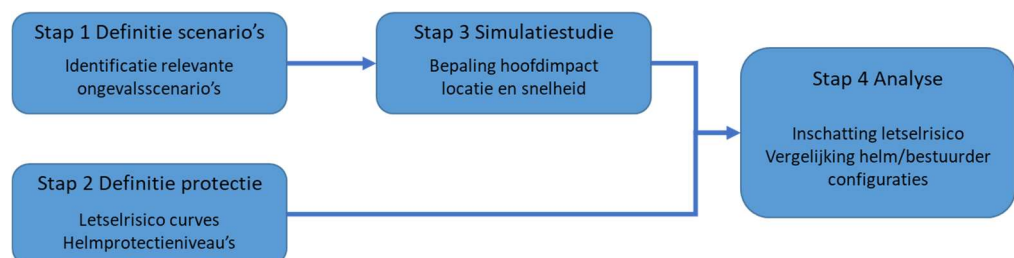 Stap 1 Definitie scenario's
Identificatie relevante
ongevalsscenario's
Stap 2 Definitie protectie
Letselrisico curves
Helmprotectieniveau's
Stap 3 Simulatiestudie
Bepaling hoofdimpact
locatie en snelheid
Stap 4 Analyse
Inschatting letselrisico
Vergelijking helm/bestuurder
configuraties